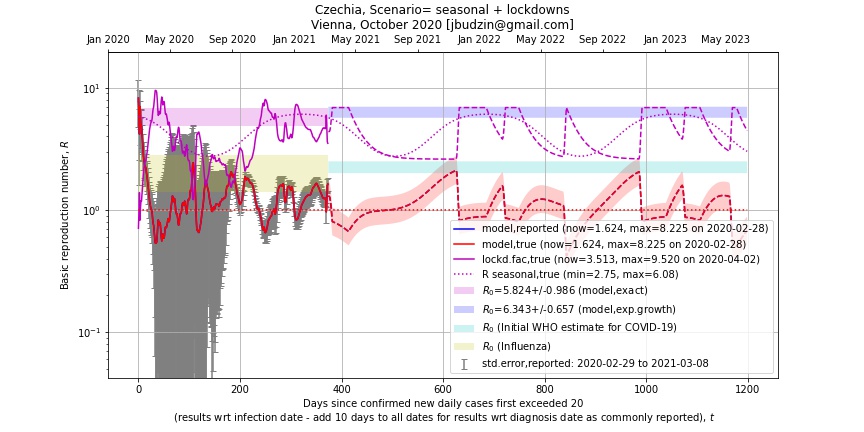 Czechia, Scenario= seasonal + lockdowns
Vienna, October 2020 [jbudzin@gmail.com]
Jan 2020 May 2020 Sep 2020 Jan 2021 May 2021 Sep 2021 Jan 2022 May 2022 Sep 2022 Jan 2023 May 2023
Basic reproduction number, R
10¹
10⁰
10⁻¹
model,reported (now=1.624, max=8.225 on 2020-02-28)
model,true (now=1.624, max=8.225 on 2020-02-28)
lockd.fac,true (now=3.513, max=9.520 on 2020-04-02)
R seasonal,true (min=2.75, max=6.08)
R₀=5.824+/-0.986 (model,exact)
R₀=6.343+/-0.657 (model,exp.growth)
R₀ (Initial WHO estimate for COVID-19)
R₀ (Influenza)
std.error,reported: 2020-02-29 to 2021-03-08
0 200 400 600 800 1000 1200
Days since confirmed new daily cases first exceeded 20
(results wrt infection date - add 10 days to all dates for results wrt diagnosis date as commonly reported), t